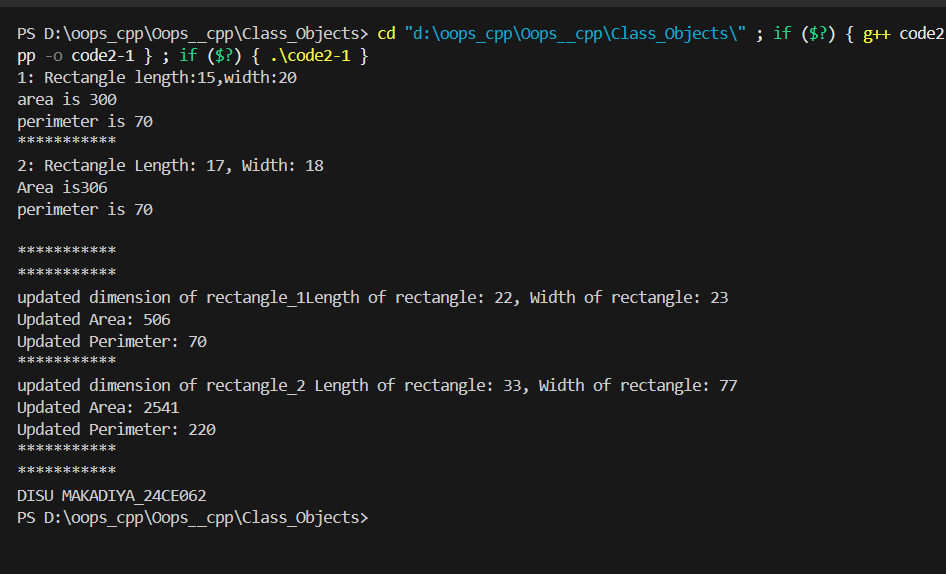 PS D:\oops_cpp\Oops__cpp\Class_Objects> cd "d:\oops_cpp\Oops__cpp\Class_Objects\" ; if ($?) { g++ code2
pp -o code2-1 } ; if ($?) { .\code2-1 }
1: Rectangle length:15,width:20
area is 300
perimeter is 70
***********
2: Rectangle Length: 17, Width: 18
Area is306
perimeter is 70
***********
***********
updated dimension of rectangle_1Length of rectangle: 22, Width of rectangle: 23
Updated Area: 506
Updated Perimeter: 70
***********
updated dimension of rectangle_2 Length of rectangle: 33, Width of rectangle: 77
Updated Area: 2541
Updated Perimeter: 220
***********
***********
DISU MAKADIYA_24CE062
PS D:\oops_cpp\Oops__cpp\Class_Objects>